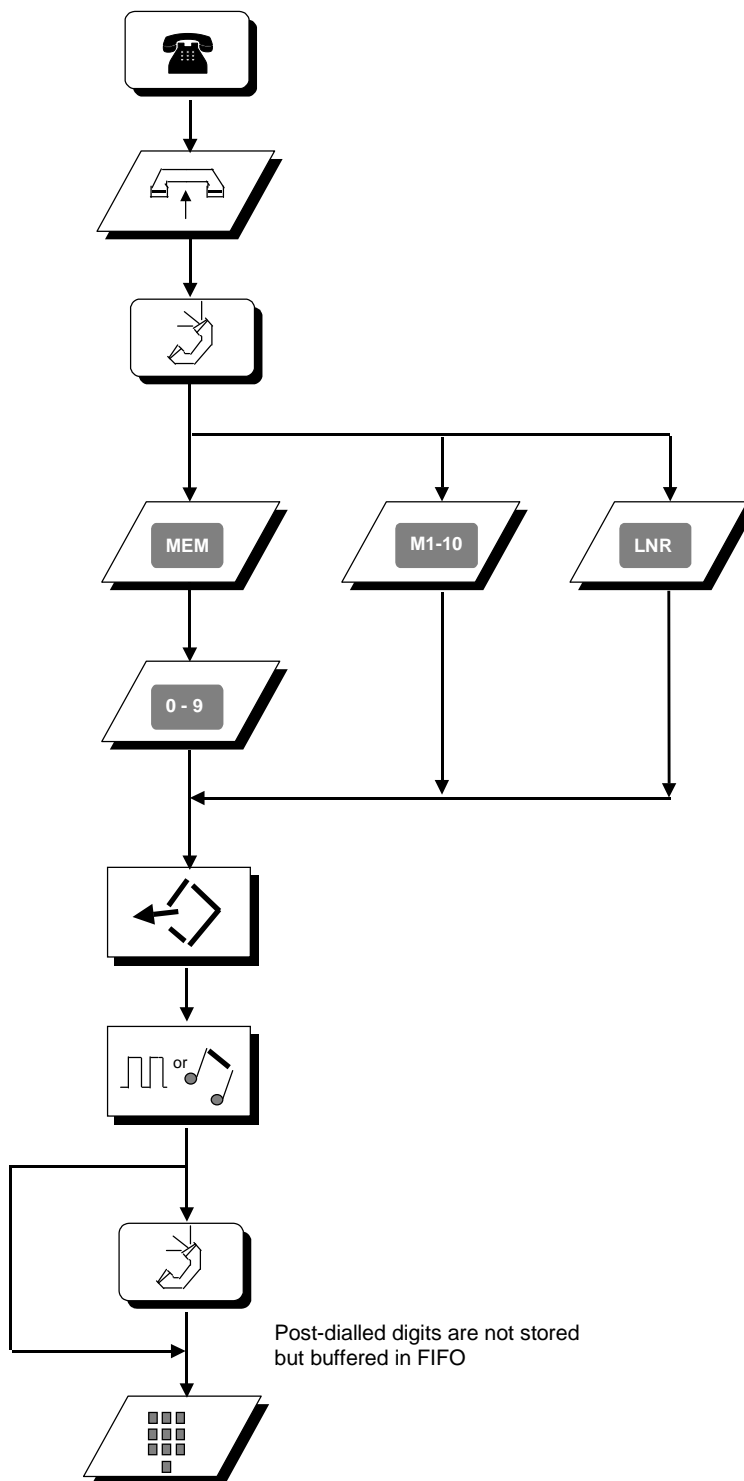 MEM
M1-10
LNR
0 - 9
or
Post-dialled digits are not stored
but buffered in FIFO